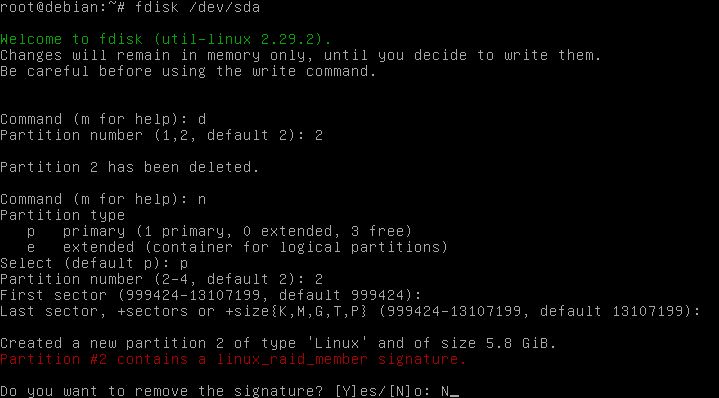 root@debian:~# fdisk /dev/sda
Welcome to fdisk (util-linux 2.29.2).
Changes will remain in memory only, until you decide to write them.
Be careful before using the write command.
Command (m for help): d
Partition number (1,2, default 2): 2
Partition 2 has been deleted.
Command (m for help): n
Partition type
   p   primary (1 primary, 0 extended, 3 free)
   e   extended (container for logical partitions)
Select (default p): p
Partition number (2-4, default 2): 2
First sector (999424-13107199, default 999424):
Last sector, +sectors or +size{K,M,G,T,P} (999424-13107199, default 13107199):
Created a new partition 2 of type 'Linux' and of size 5.8 GiB.
Partition #2 contains a linux_raid_member signature.
Do you want to remove the signature? [Y]es/[N]o: N_